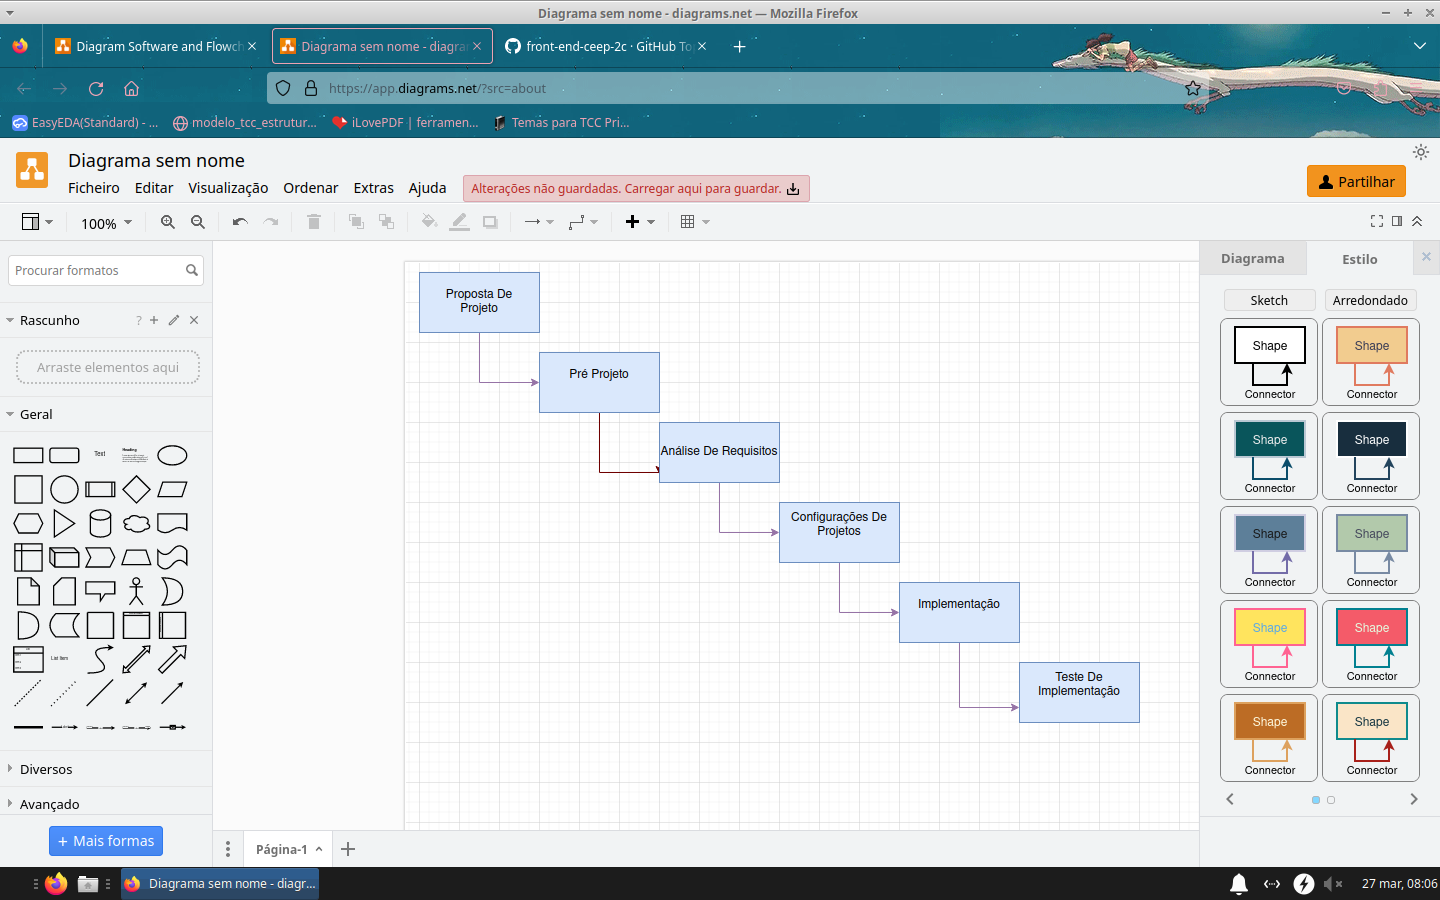 Diagrama sem nome - diagrams.net — Mozilla Firefox
Diagram Software and Flowch
Diagrama sem nome - diagra
front-end-ceep-2c · GitHub To
https://app.diagrams.net/?src=about
EasyEDA(Standard) - ...
modelo_tcc_estrutur...
iLovePDF | ferramen...
Temas para TCC Pri...
Diagrama sem nome
Ficheiro Editar Visualização Ordenar Extras Ajuda
Alterações não guardadas. Carregar aqui para guardar.
Partilhar
100%
Procurar formatos
Rascunho
?
Arraste elementos aqui
Geral
Text
Heading
List Item
Diversos
Avançado
+ Mais formas
Proposta De
Projeto
Pré Projeto
Análise De Requisitos
Configurações De
Projetos
Implementação
Teste De
Implementação
Diagrama
Estilo
Sketch
Arredondado
Shape
Connector
Shape
Connector
Shape
Connector
Shape
Connector
Shape
Connector
Shape
Connector
Shape
Connector
Shape
Connector
Shape
Connector
Shape
Connector
Página-1
Diagrama sem nome - diagr...
27 mar, 08:06